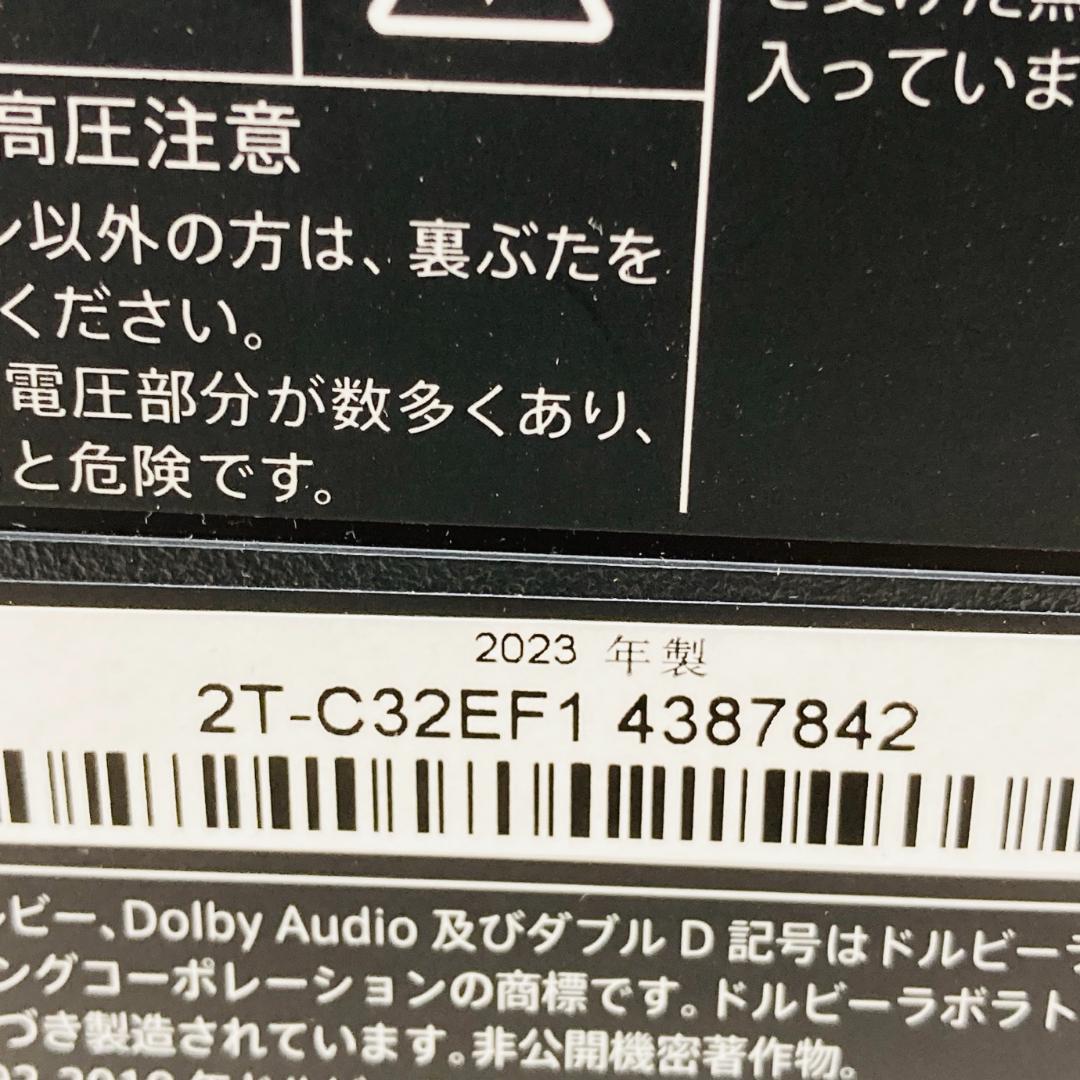 入っていま
高圧注意
以外の方は、裏ぶたを
ください。
電圧部分が数多くあり、
と危険です。
2023 年製
2T-C32EF1 4387842
ルビー、Dolby Audio 及びダブル D 記号はドルビーラ
ングコーポレーションの商標です。ドルビーラボラト
づき製造されています。非公開機密著作物。